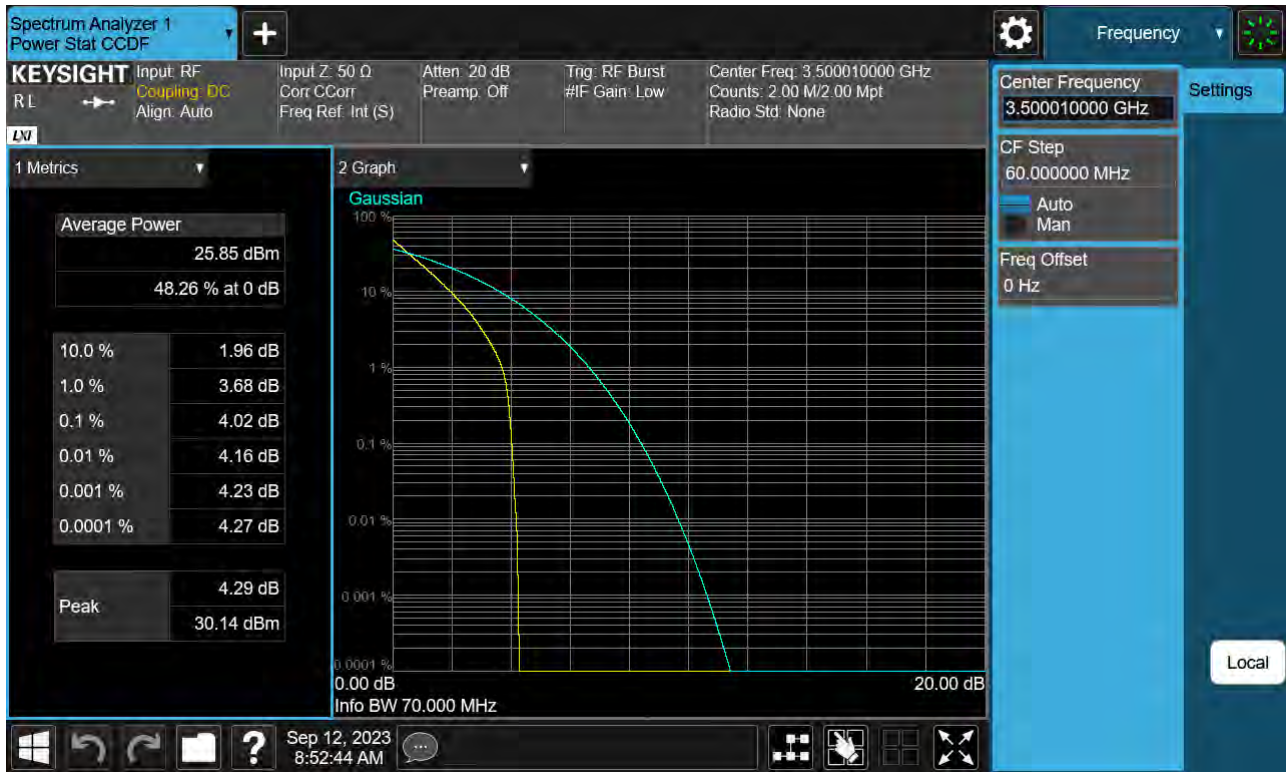 Spectrum Analyzer 1
Power Stat CCDF
+
Frequency
KEYSIGHT
RL
LXI
Input: RF
Coupling: DC
Align: Auto
Input Z: 50 Ω
Corr CCorr
Freq Ref: Int (S)
Atten: 20 dB
Preamp: Off
Trig: RF Burst
#IF Gain: Low
Center Freq: 3.500010000 GHz
Counts: 2.00 M/2.00 Mpt
Radio Std: None
Center Frequency
3.500010000 GHz
Settings
CF Step
60.000000 MHz
Auto
Man
Freq Offset
0 Hz
Local
1 Metrics
Average Power
25.85 dBm
48.26 % at 0 dB
10.0 % 1.96 dB
1.0 % 3.68 dB
0.1 % 4.02 dB
0.01 % 4.16 dB
0.001 % 4.23 dB
0.0001 % 4.27 dB
Peak
4.29 dB
30.14 dBm
2 Graph
Gaussian
100 %
10 %
1 %
0.1 %
0.01 %
0.001 %
0.0001 %
0.00 dB 20.00 dB
Info BW 70.000 MHz
?
Sep 12, 2023
8:52:44 AM